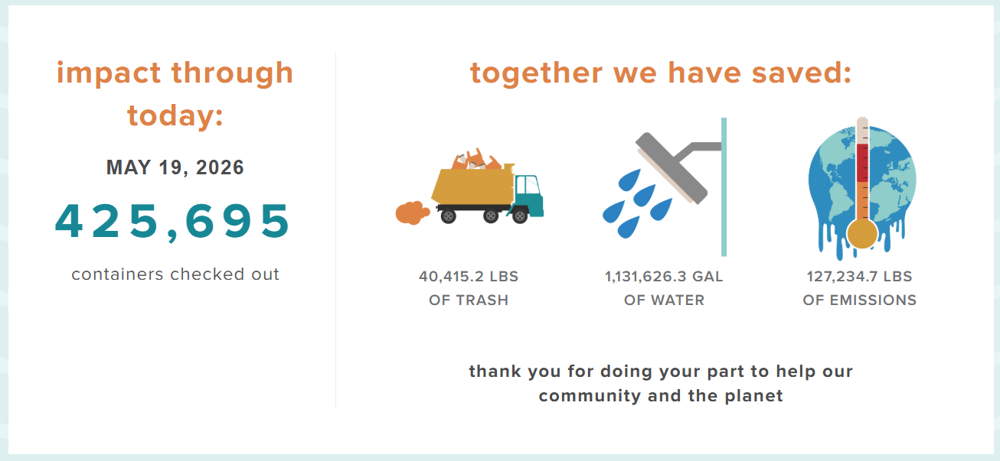 impact through
today:
MAY 19, 2026
425,695
containers checked out
together we have saved:
40,415.2 LBS
OF TRASH
1,131,626.3 GAL
OF WATER
127,234.7 LBS
OF EMISSIONS
thank you for doing your part to help our
community and the planet